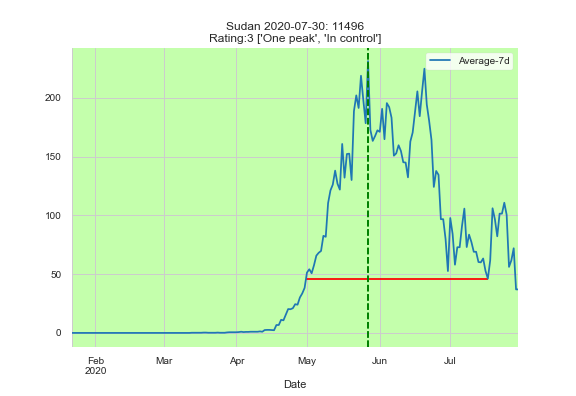 Sudan 2020-07-30: 11496
Rating:3 ['One peak', 'In control']
Average-7d
200
150
100
50
0
Feb
2020
Mar
Apr
May
Jun
Jul
Date